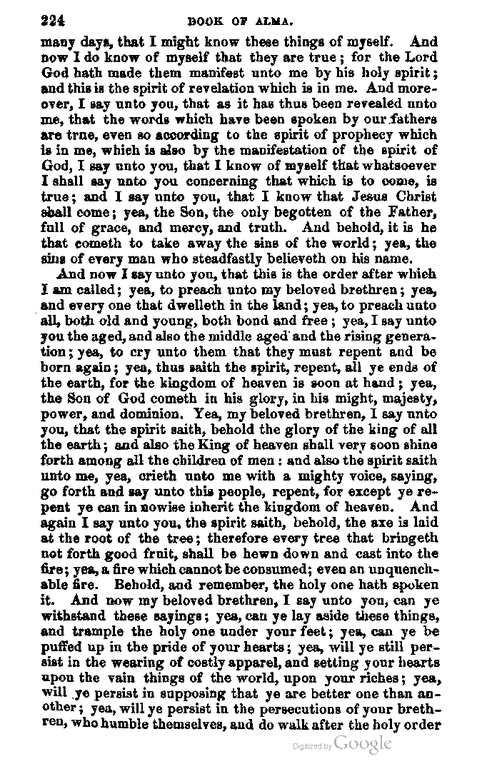 224 BOOK OF ALMA.
many days, that I might know these things of myself. And
now I do know of myself that they are true; for the Lord
God hath made them manifest unto me by his holy spirit;
and this is the spirit of revelation which is in me. And more-
over, I say unto you, that as it has thus been revealed unto
me, that the words which have been spoken by our fathers
are true, even so according to the spirit of prophecy which
is in me, which is also by the manifestation of the spirit of
God, I say unto you, that I know of myself that whatsoever
I shall say unto you concerning that which is to come, is
true; and I say unto you, that I know that Jesus Christ
shall come; yea, the Son, the only begotten of the Father,
full of grace, and mercy, and truth. And behold, it is he
that cometh to take away the sins of the world; yea, the
sins of every man who steadfastly believeth on his name.
And now I say unto you, that this is the order after which
I am called; yea, to preach unto my beloved brethren; yea,
and every one that dwelleth in the land; yea, to preach unto
all, both old and young, both bond and free; yea, I say unto
you the aged, and also the middle aged and the rising genera-
tion; yea, to cry unto them that they must repent and be
born again; yea, thus saith the spirit, repent, all ye ends of
the earth, for the kingdom of heaven is soon at hand; yea,
the Son of God cometh in his glory, in his might, majesty,
power, and dominion. Yea, my beloved brethren, I say unto
you, that the spirit saith, behold the glory of the king of all
the earth; and also the King of heaven shall very soon shine
forth among all the children of men: and also the spirit saith
unto me, yea, crieth unto me with a mighty voice, saying,
go forth and say unto this people, repent, for except ye re-
pent ye can in nowise inherit the kingdom of heaven. And
again I say unto you, the spirit saith, behold, the axe is laid
at the root of the tree; therefore every tree that bringeth
not forth good fruit, shall be hewn down and cast into the
fire; yea, a fire which cannot be consumed; even an unquench-
able fire. Behold, and remember, the holy one hath spoken
it. And now my beloved brethren, I say unto you, can ye
withstand these sayings; yea, can ye lay aside these things,
and trample the holy one under your feet; yea, can ye be
puffed up in the pride of your hearts; yea, will ye still per-
sist in the wearing of costly apparel, and setting your hearts
upon the vain things of the world, upon your riches; yea,
will ye persist in supposing that ye are better one than an-
other; yea, will ye persist in the persecutions of your breth-
ren, who humble themselves, and do walk after the holy order
Digitized by Google